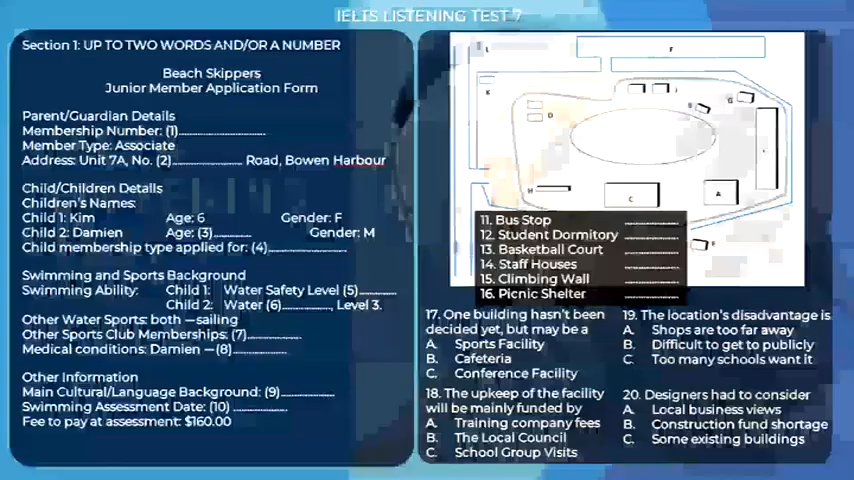 IELTS LISTENING TEST 7
Section 1: UP TO TWO WORDS AND/OR A NUMBER
Beach Skippers
Junior Member Application Form
Parent/Guardian Details
Membership Number: (1)..............................
Member Type: Associate
Address: Unit 7A, No. (2)........................ Road, Bowen Harbour
Child/Children Details
Children's Names:
Child 1: Kim Age: 6 Gender: F
Child 2: Damien Age: (3)............. Gender: M
Child membership type applied for: (4)...........................
Swimming and Sports Background
Swimming Ability: Child 1: Water Safety Level (5).............
Child 2: Water (6)................, Level 3.
Other Water Sports: both —sailing
Other Sports Club Memberships: (7)..................
Medical conditions: Damien —(8)..................
Other Information
Main Cultural/Language Background: (9)..................
Swimming Assessment Date: (10) ..................
Fee to pay at assessment: $160.00
F
K
J
G
D
H
C
A
F
11. Bus Stop ..................
12. Student Dormitory ..................
13. Basketball Court ..................
14. Staff Houses ..................
15. Climbing Wall ..................
16. Picnic Shelter ..................
17. One building hasn't been
decided yet, but may be a
A. Sports Facility
B. Cafeteria
C. Conference Facility
18. The upkeep of the facility
will be mainly funded by
A. Training company fees
B. The Local Council
C. School Group Visits
19. The location's disadvantage is
A. Shops are too far away
B. Difficult to get to publicly
C. Too many schools want it
20. Designers had to consider
A. Local business views
B. Construction fund shortage
C. Some existing buildings